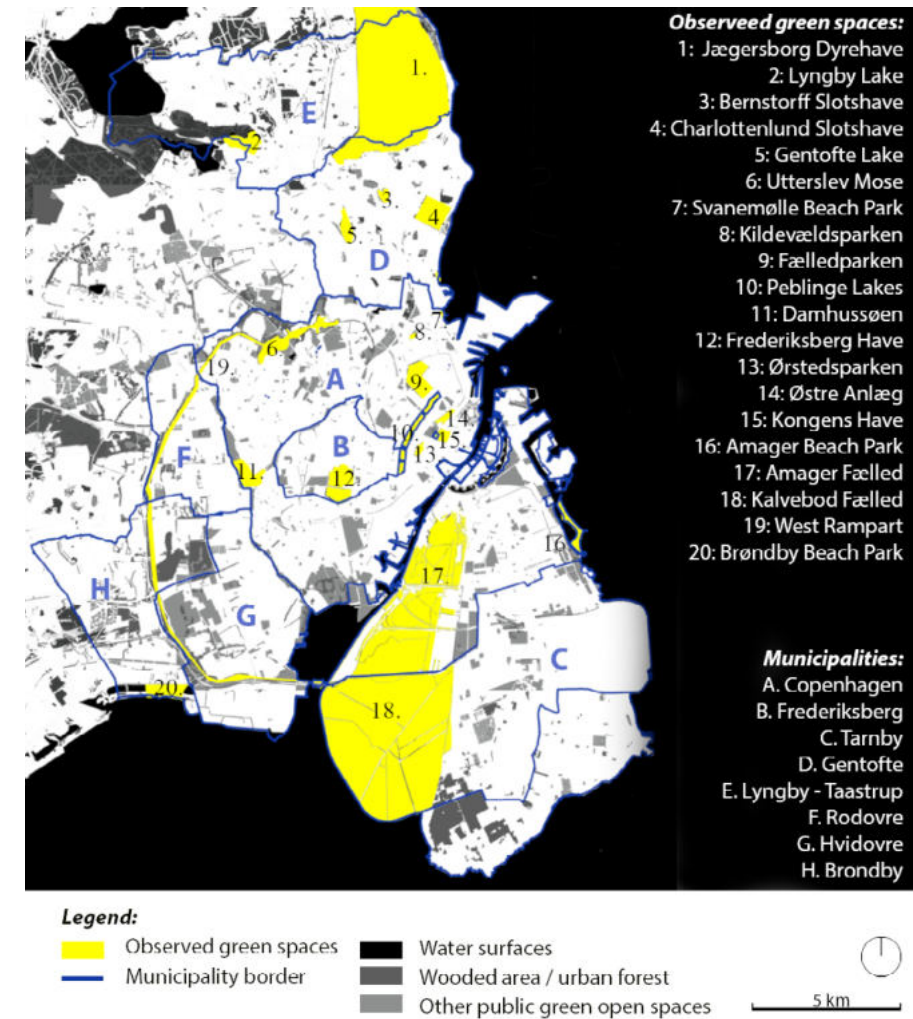 Observeed green spaces:
1: Jægersborg Dyrehave
2: Lyngby Lake
3: Bernstorff Slotshave
4: Charlottenlund Slotshave
5: Gentofte Lake
6: Utterslev Mose
7: Svanemølle Beach Park
8: Kildevældsparken
9: Fælledparken
10: Peblinge Lakes
11: Damhussøen
12: Frederiksberg Have
13: Ørstedsparken
14: Østre Anlæg
15: Kongens Have
16: Amager Beach Park
17: Amager Fælled
18: Kalvebod Fælled
19: West Rampart
20: Brøndby Beach Park
Municipalities:
A. Copenhagen
B. Frederiksberg
C. Tarnby
D. Gentofte
E. Lyngby - Taastrup
F. Rodovre
G. Hvidovre
H. Brondby
1.
E
2
3.
4
5.
D
7.
8
6.
19.
A
9.
14.
10.
15.
13
B
F
11.
12.
16
17.
H
G
C
20.
18.
Legend:
Observed green spaces
Municipality border
Water surfaces
Wooded area / urban forest
Other public green open spaces
5 km